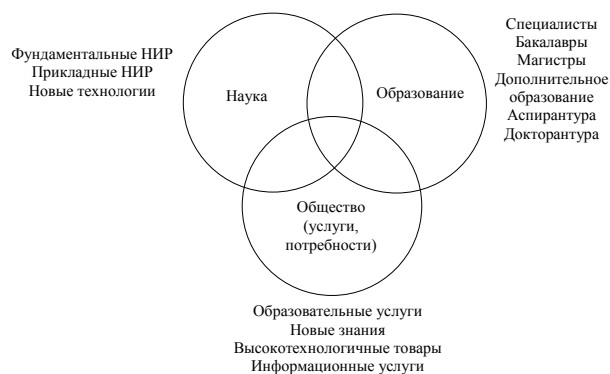 Фундаментальные НИР
Прикладные НИР
Новые технологии
Наука
Образование
Специалисты
Бакалавры
Магистры
Дополнительное
образование
Аспирантура
Докторантура
Общество
(услуги,
потребности)
Образовательные услуги
Новые знания
Высокотехнологичные товары
Информационные услуги